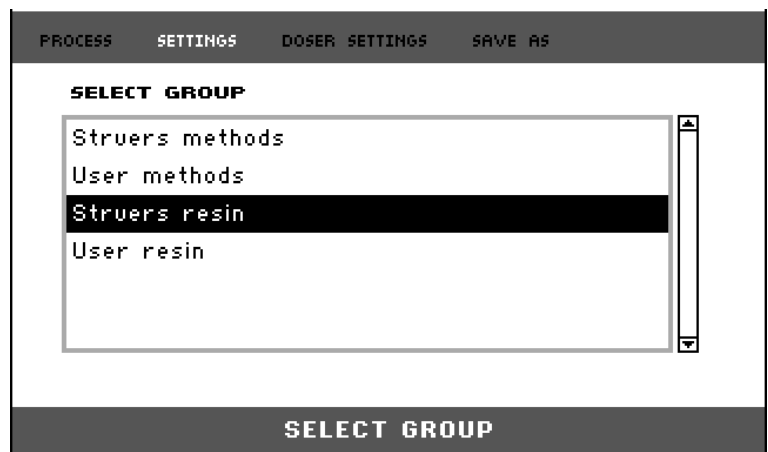 PROCESS SETTINGS DOSER SETTINGS SAVE AS
SELECT GROUP
Struers methods
User methods
Struers resin
User resin
SELECT GROUP